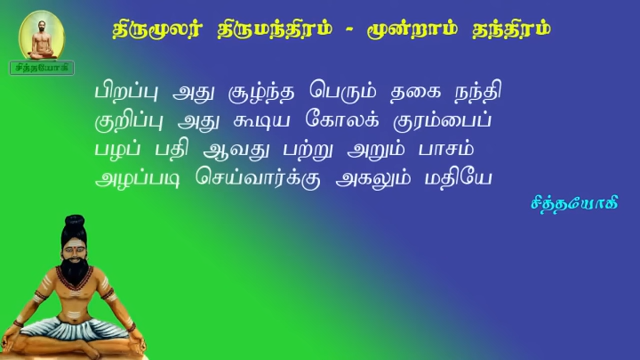 திருமூலர் திருமந்திரம் - மூன்றாம் தந்திரம்
சித்தயோகி
பிறப்பு அது சூழ்ந்த பெரும் தகை நந்தி
குறிப்பு அது கூடிய கோலக் குரம்பைப்
பழப் பதி ஆவது பற்று அறும் பாசம்
அழப்படி செய்வார்க்கு அகலும் மதியே
சித்தயோகி